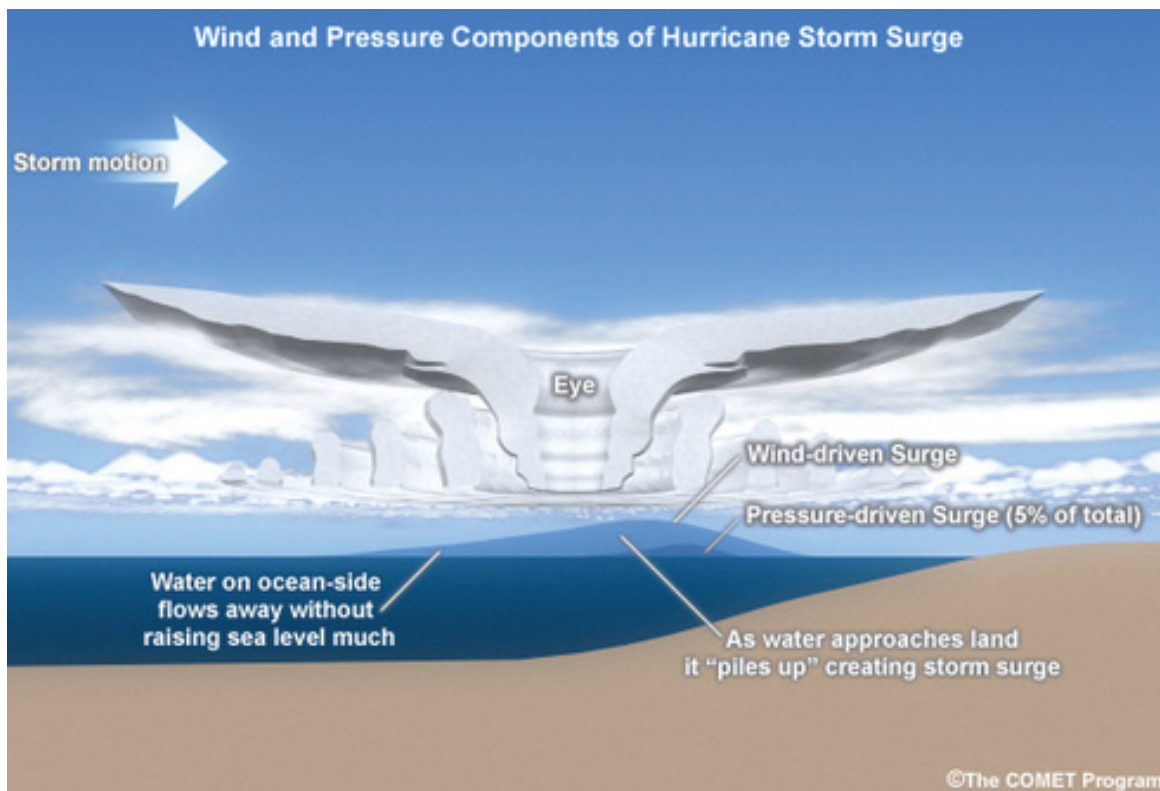 Wind and Pressure Components of Hurricane Storm Surge
Storm motion
Eye
Wind-driven Surge
Pressure-driven Surge (5% of total)
Water on ocean-side
flows away without
raising sea level much
As water approaches land
it “piles up” creating storm surge
©The COMET Program